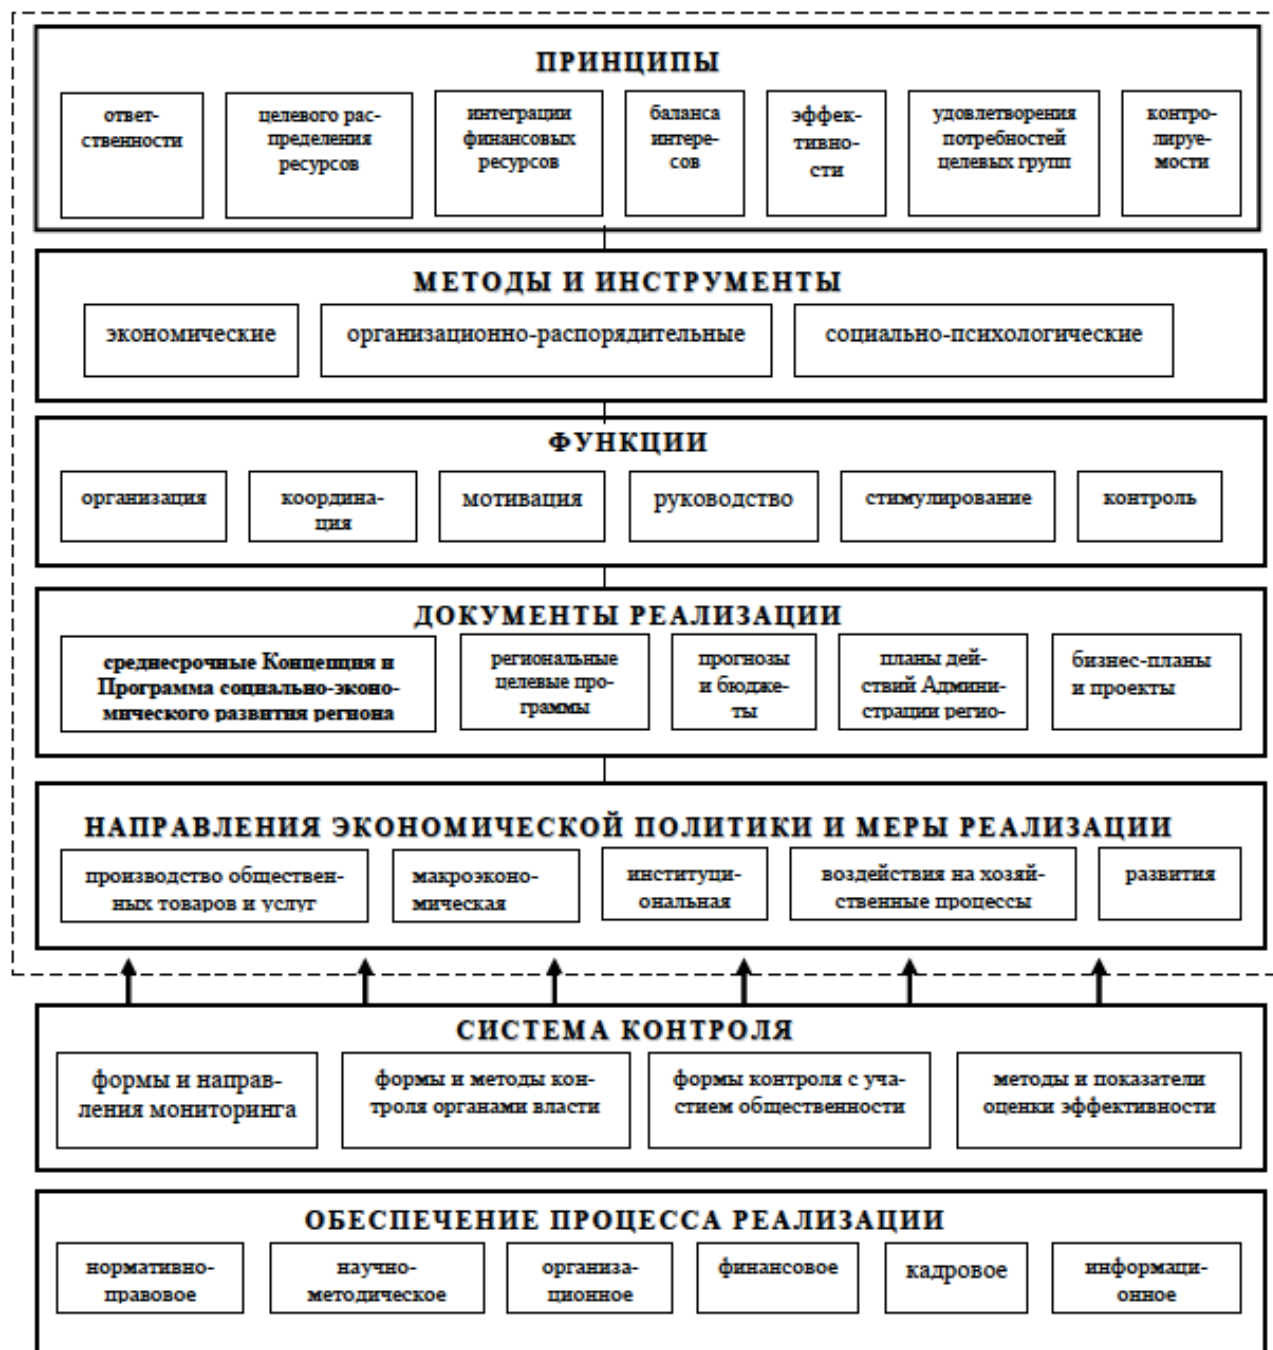 ПРИНЦИПЫ
ответ-
ственности
целевого рас-
пределения
ресурсов
интеграции
финансовых
ресурсов
баланса
интере-
сов
эффек-
тивно-
сти
удовлетворения
потребностей
целевых групп
контро-
лируе-
мости
МЕТОДЫ И ИНСТРУМЕНТЫ
экономические
организационно-распорядительные
социально-психологические
ФУНКЦИИ
организация
координа-
ция
мотивация
руководство
стимулирование
контроль
ДОКУМЕНТЫ РЕАЛИЗАЦИИ
среднесрочные Концепция и
Программа социально-эконо-
мического развития региона
региональные
целевые про-
граммы
прогнозы
и бюдже-
ты
планы дей-
ствий Админи-
страции регио-
бизнес-планы
и проекты
НАПРАВЛЕНИЯ ЭКОНОМИЧЕСКОЙ ПОЛИТИКИ И МЕРЫ РЕАЛИЗАЦИИ
производство обществен-
ных товаров и услуг
макроэконо-
мическая
институци-
ональная
воздействия на хозяй-
ственные процессы
развития
СИСТЕМА КОНТРОЛЯ
формы и направ-
ления мониторинга
формы и методы кон-
троля органами власти
формы контроля с уча-
стием общественности
методы и показатели
оценки эффективности
ОБЕСПЕЧЕНИЕ ПРОЦЕССА РЕАЛИЗАЦИИ
нормативно-
правовое
научно-
методическое
организа-
ционное
финансовое
кадровое
информаци-
онное